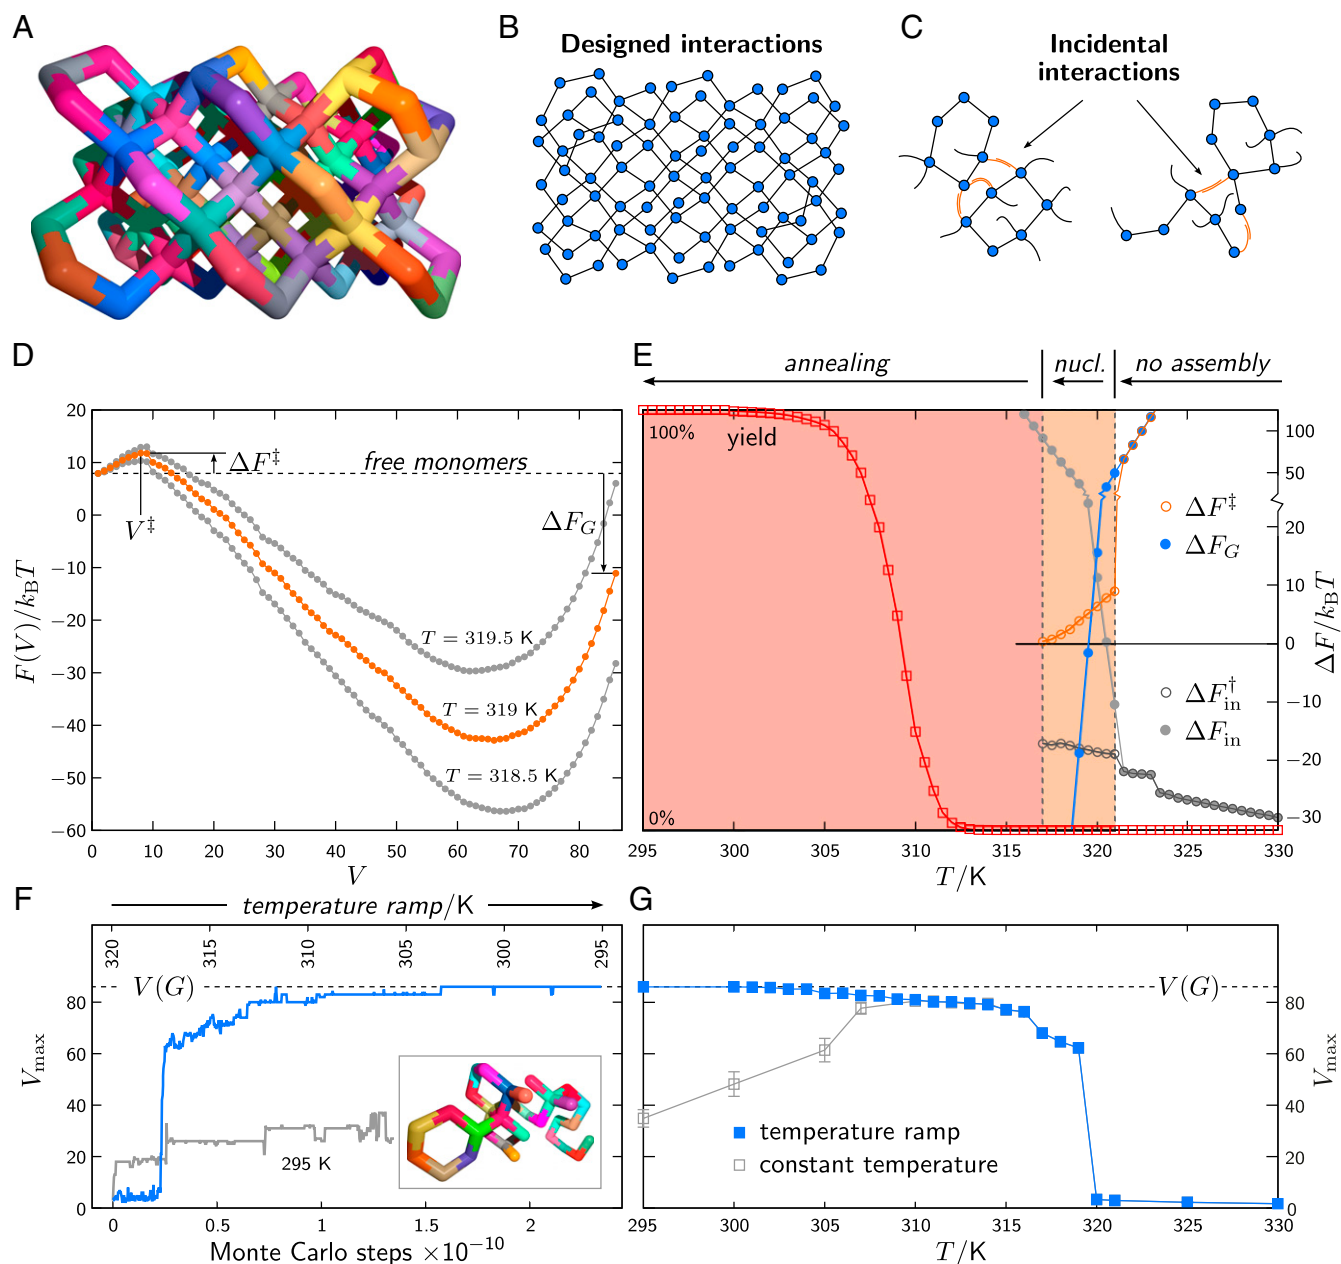 A
B
C
Designed interactions
Incidental
interactions
D
20
10
0
−10
−20
−30
−40
−50
−60
F(V)/k_BT
ΔF‡
free monomers
V‡
ΔF_G
T = 319.5 K
T = 319 K
T = 318.5 K
0 10 20 30 40 50 60 70 80
V
E
annealing
nucl.
no assembly
100%
yield
0%
ΔF‡
ΔF_G
ΔF†_in
ΔF_in
100
50
20
10
0
−10
−20
−30
ΔF/k_BT
295 300 305 310 315 320 325 330
T/K
F
temperature ramp/K
320 315 310 305 300 295
V(G)
80
60
40
20
0
V_max
295 K
0 0.5 1 1.5 2
Monte Carlo steps ×10⁻¹⁰
G
V(G)
80
60
40
20
0
V_max
temperature ramp
constant temperature
295 300 305 310 315 320 325 330
T/K